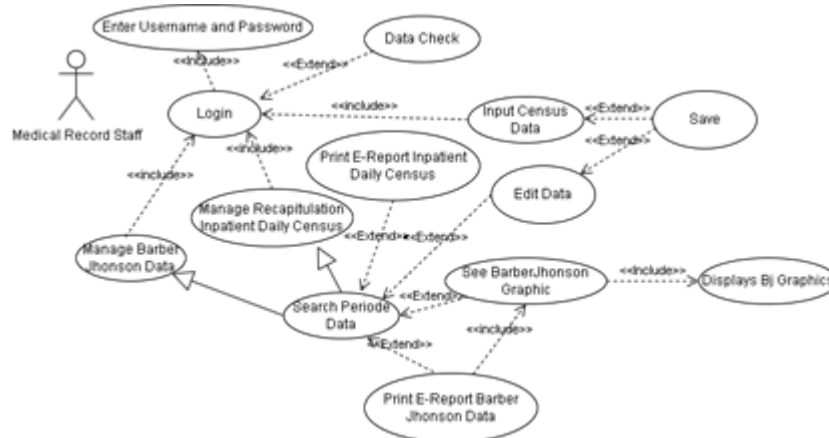 Enter Username and Password
<<Include>>
Data Check
<<Extend>>
Medical Record Staff
Login
<<include>>
Input Census
Data
<<Extend>>
Save
<<Extend>>
<<include>>
<<include>>
Print E-Report Inpatient
Daily Census
Edit Data
Manage Recapitulation
Inpatient Daily Census
<<Extend>>
<<Extend>>
Manage Barber
Jhonson Data
See BarberJhonson
Graphic
<<Include>>
Displays Bj Graphics
Search Periode
Data
<<Extend>>
<<Extend>>
<<include>>
Print E-Report Barber
Jhonson Data